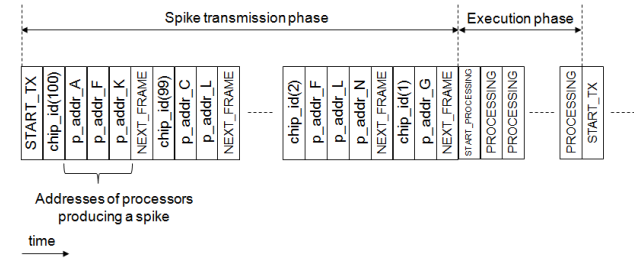 Spike transmission phase
Execution phase
START_TX
chip_id(100)
p_addr_A
p_addr_F
p_addr_K
NEXT_FRAME
chip_id(99)
p_addr_C
p_addr_L
NEXT_FRAME
chip_id(2)
p_addr_F
p_addr_L
p_addr_N
NEXT_FRAME
chip_id(1)
p_addr_G
NEXT_FRAME
START_PROCESSING
PROCESSING
PROCESSING
PROCESSING
START_TX
Addresses of processors
producing a spike
time